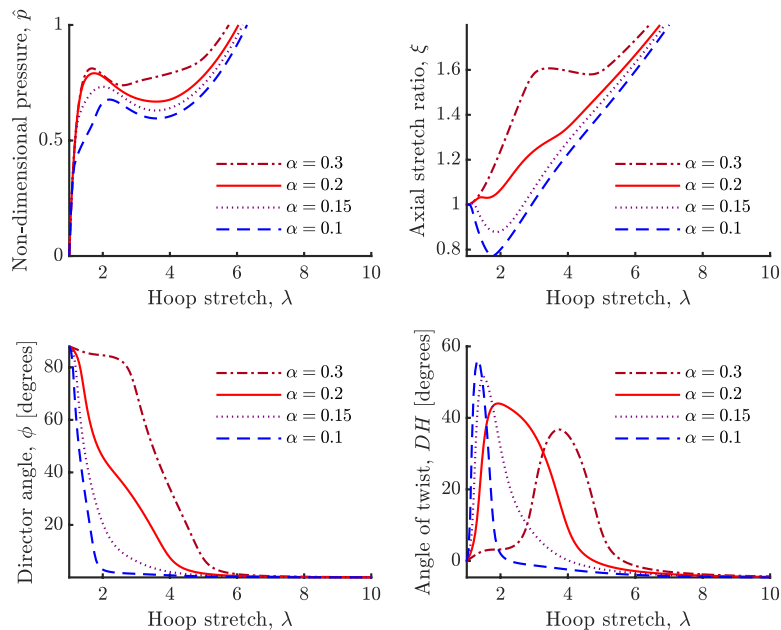 Non-dimensional pressure, p̂
1
0.5
0
2 4 6 8 10
Hoop stretch, λ
α = 0.3
α = 0.2
α = 0.15
α = 0.1
Axial stretch ratio, ξ
1.6
1.4
1.2
1
0.8
2 4 6 8 10
Hoop stretch, λ
α = 0.3
α = 0.2
α = 0.15
α = 0.1
Director angle, ϕ [degrees]
80
60
40
20
2 4 6 8 10
Hoop stretch, λ
α = 0.3
α = 0.2
α = 0.15
α = 0.1
Angle of twist, DH [degrees]
60
40
20
0
2 4 6 8 10
Hoop stretch, λ
α = 0.3
α = 0.2
α = 0.15
α = 0.1